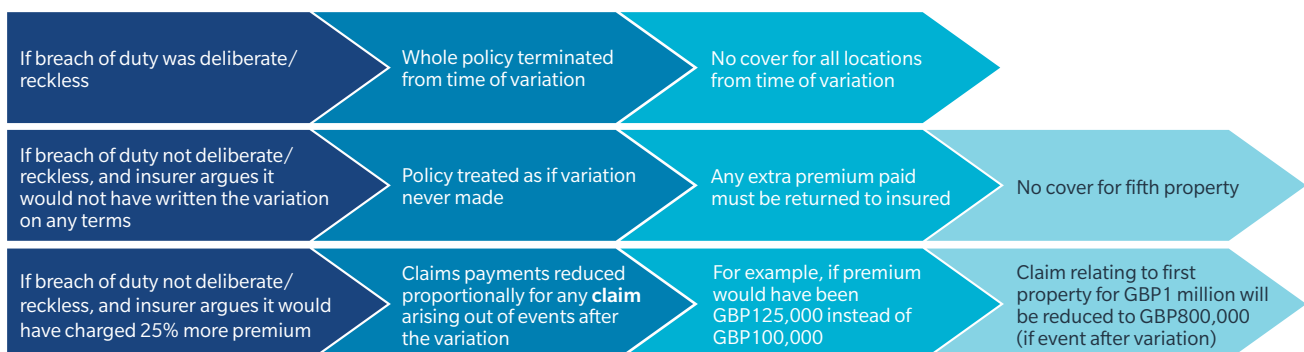 If breach of duty was deliberate/
reckless
Whole policy terminated
from time of variation
No cover for all locations
from time of variation
If breach of duty not deliberate/
reckless, and insurer argues it
would not have written the variation
on any terms
Policy treated as if variation
never made
Any extra premium paid
must be returned to insured
No cover for fifth property
If breach of duty not deliberate/
reckless, and insurer argues it would
have charged 25% more premium
Claims payments reduced
proportionally for any claim
arising out of events after
the variation
For example, if premium
would have been
GBP125,000 instead of
GBP100,000
Claim relating to first
property for GBP1 million will
be reduced to GBP800,000
(if event after variation)